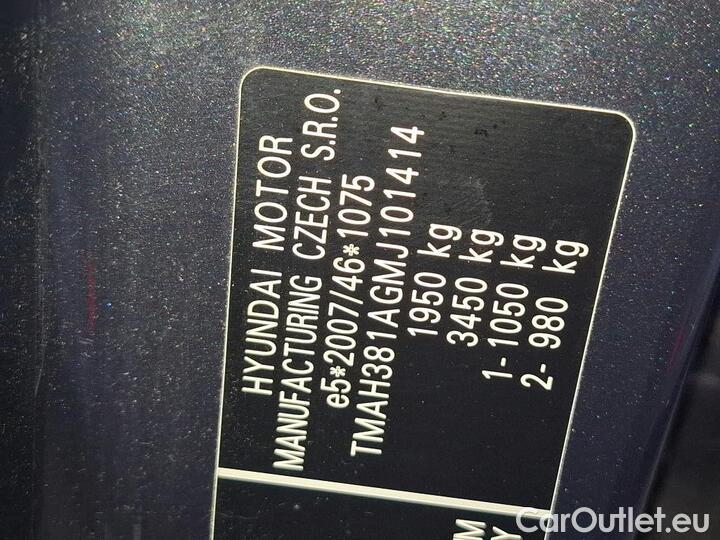 HYUNDAI MOTOR
MANUFACTURING CZECH S.R.O.
e5*2007/46*1075
TMAH381AGMJ101414
1950 kg
3450 kg
1- 1050 kg
2- 980 kg
CarOutlet.eu